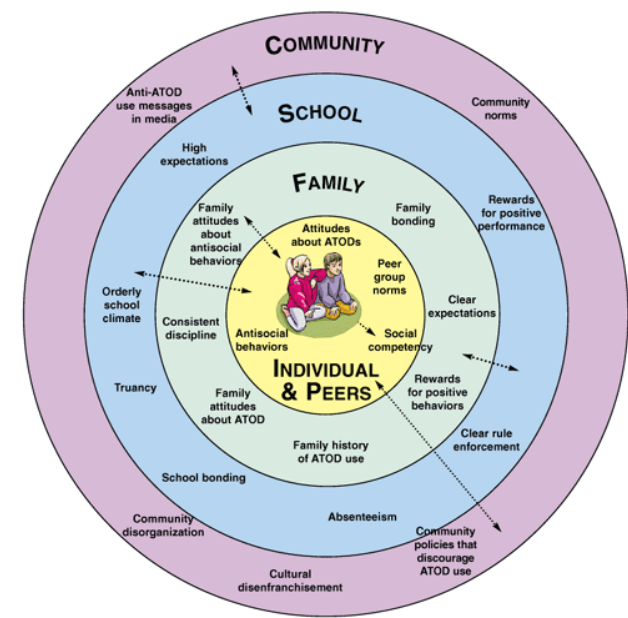 COMMUNITY
Anti-ATOD
use messages
in media
Community
norms
SCHOOL
High
expectations
Rewards
for positive
performance
FAMILY
Family
attitudes
about
antisocial
behaviors
Family
bonding
Attitudes
about ATODs
Peer
group
norms
Orderly
school
climate
Clear
expectations
Consistent
discipline
Antisocial
behaviors
Social
competency
INDIVIDUAL
& PEERS
Truancy
Family
attitudes
about ATOD
Rewards
for positive
behaviors
Family history
of ATOD use
Clear rule
enforcement
School bonding
Absenteeism
Community
disorganization
Community
policies that
discourage
ATOD use
Cultural
disenfranchisement